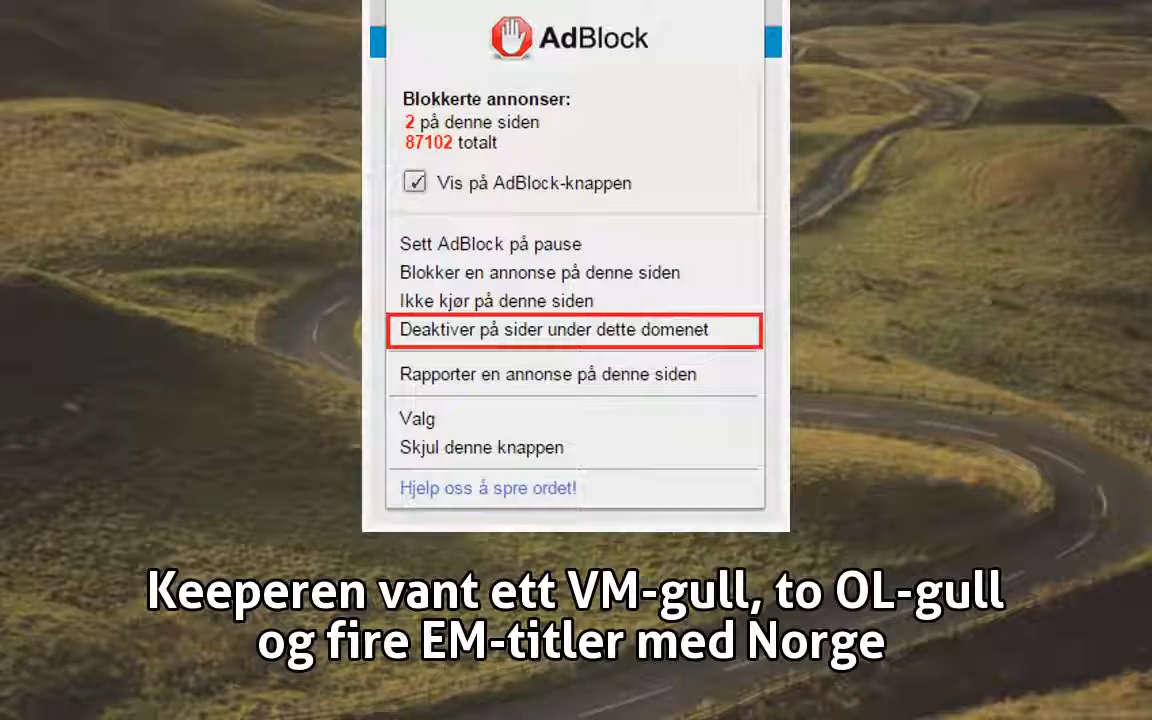 AdBlock
Blokkerte annonser:
2 på denne siden
87102 totalt
Vis på AdBlock-knappen
Sett AdBlock på pause
Blokker en annonse på denne siden
Ikke kjør på denne siden
Deaktiver på sider under dette domenet
Rapporter en annonse på denne siden
Valg
Skjul denne knappen
Hjelp oss å spre ordet!
Keeperen vant ett VM-gull, to OL-gull
og fire EM-titler med Norge